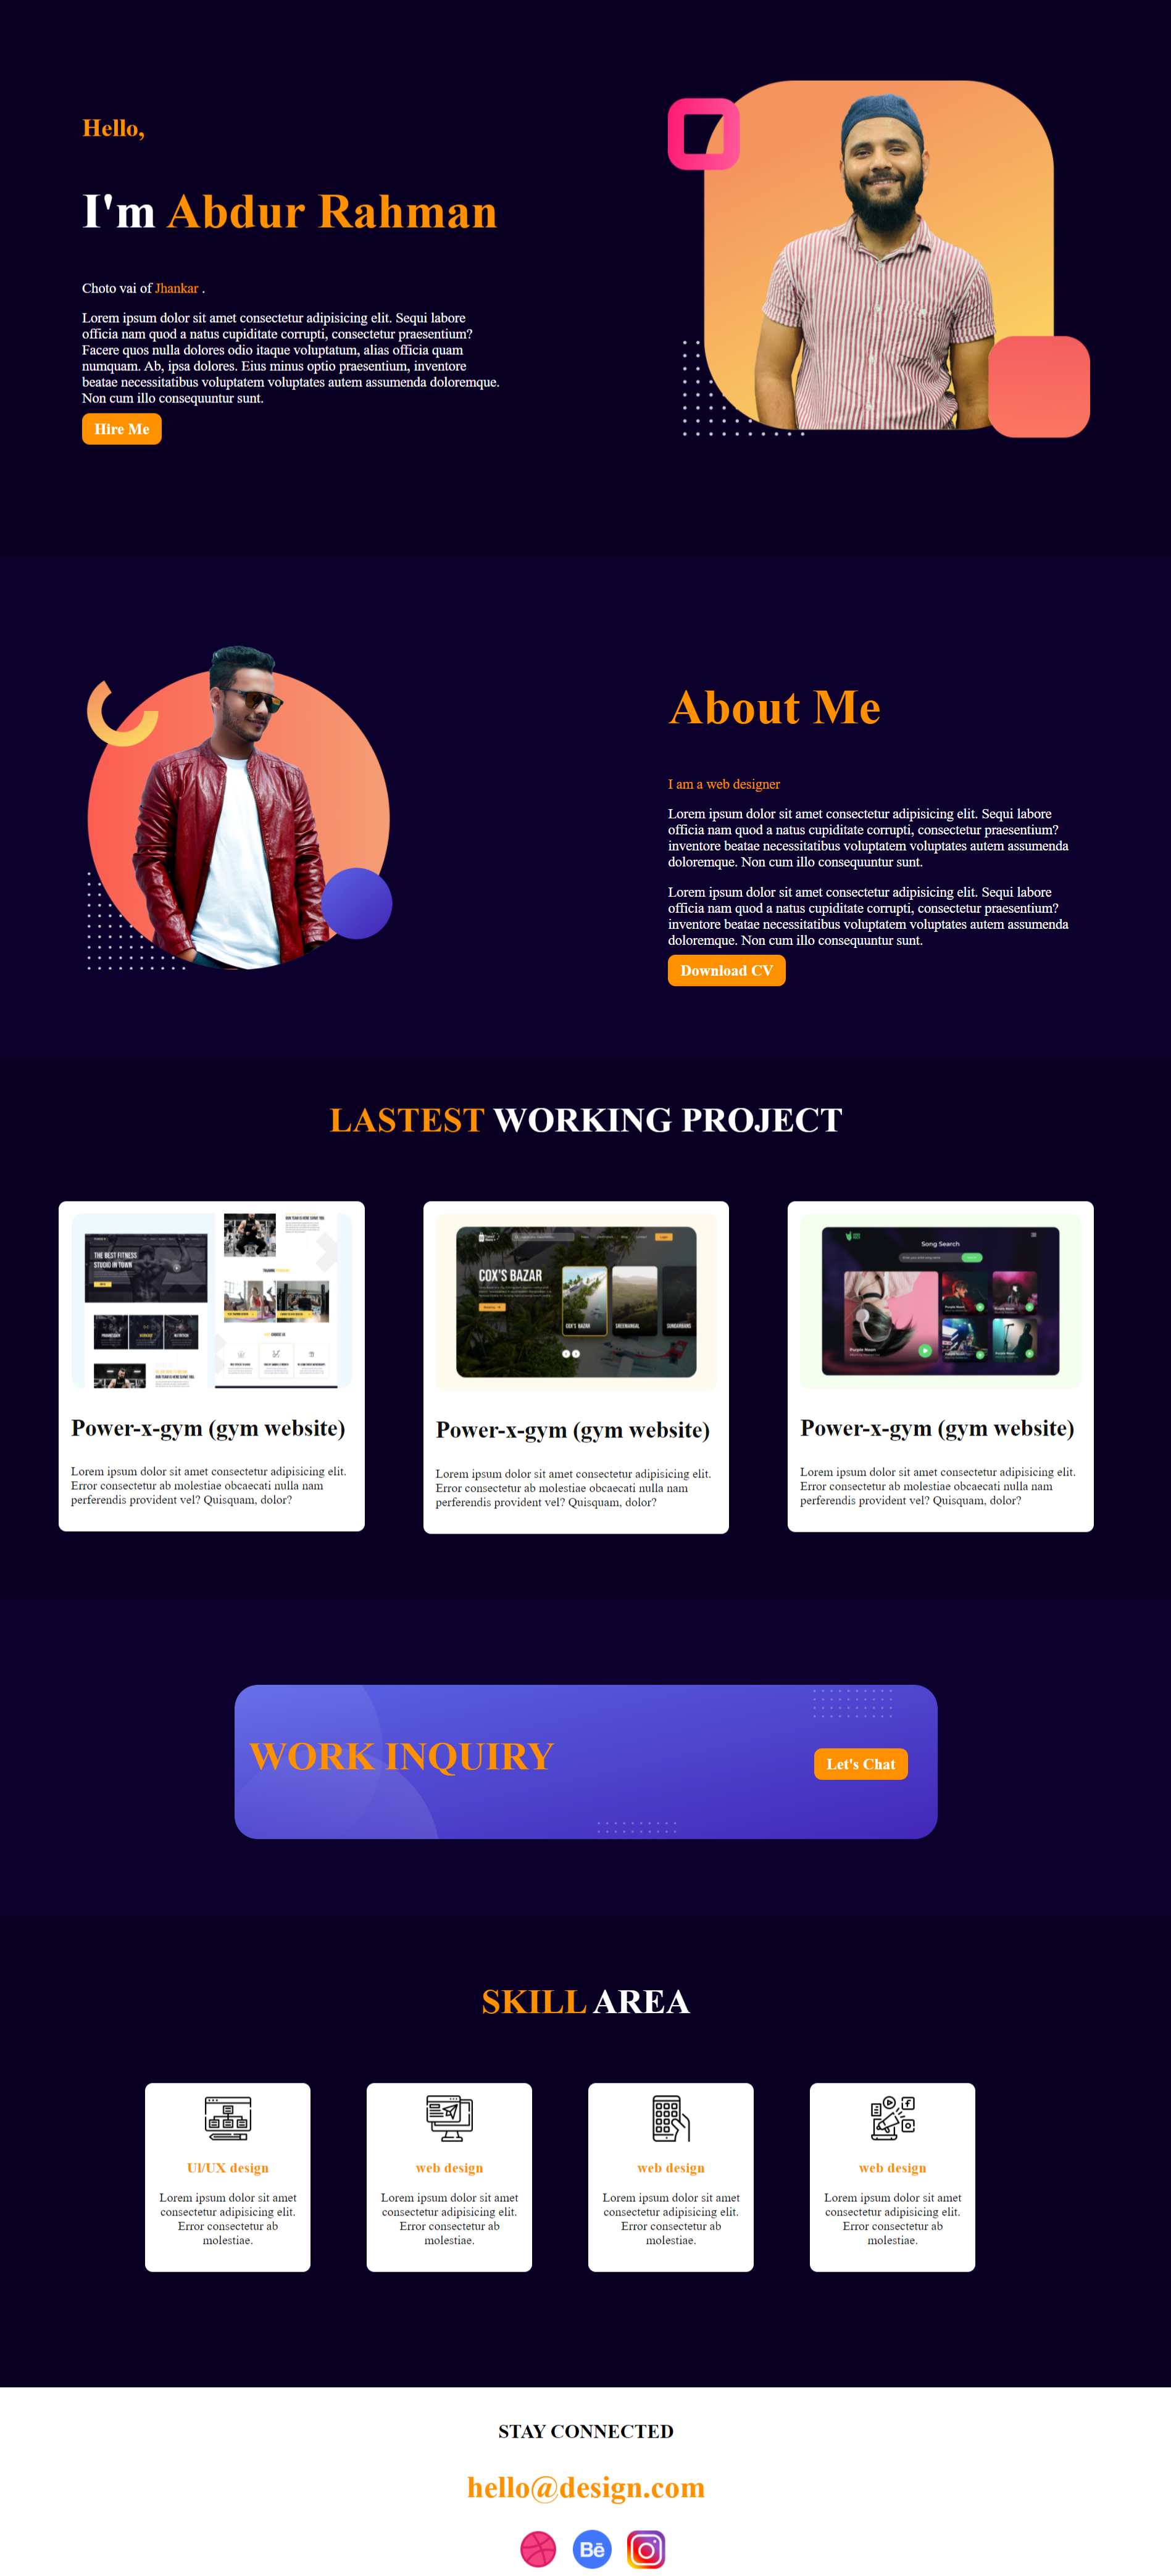 Hello,
I'm Abdur Rahman
Choto vai of Jhankar .
Lorem ipsum dolor sit amet consectetur adipisicing elit. Sequi labore
officia nam quod a natus cupiditate corrupti, consectetur praesentium?
Facere quos nulla dolores odio itaque voluptatum, alias officia quam
numquam. Ab, ipsa dolores. Eius minus optio praesentium, inventore
beatae necessitatibus voluptatem voluptates autem assumenda doloremque.
Non cum illo consequuntur sunt.
Hire Me
About Me
I am a web designer
Lorem ipsum dolor sit amet consectetur adipisicing elit. Sequi labore
officia nam quod a natus cupiditate corrupti, consectetur praesentium?
inventore beatae necessitatibus voluptatem voluptates autem assumenda
doloremque. Non cum illo consequuntur sunt.
Lorem ipsum dolor sit amet consectetur adipisicing elit. Sequi labore
officia nam quod a natus cupiditate corrupti, consectetur praesentium?
inventore beatae necessitatibus voluptatem voluptates autem assumenda
doloremque. Non cum illo consequuntur sunt.
Download CV
LASTEST WORKING PROJECT
THE BEST FITNESS
STUDIO IN TOWN
Power-x-gym (gym website)
Lorem ipsum dolor sit amet consectetur adipisicing elit.
Error consectetur ab molestiae obcaecati nulla nam
perferendis provident vel? Quisquam, dolor?
COX'S BAZAR
COX'S BAZAR
SREEMANGAL
SUNDARBANS
Power-x-gym (gym website)
Lorem ipsum dolor sit amet consectetur adipisicing elit.
Error consectetur ab molestiae obcaecati nulla nam
perferendis provident vel? Quisquam, dolor?
Song Search
Power-x-gym (gym website)
Lorem ipsum dolor sit amet consectetur adipisicing elit.
Error consectetur ab molestiae obcaecati nulla nam
perferendis provident vel? Quisquam, dolor?
WORK INQUIRY
Let's Chat
SKILL AREA
UI/UX design
Lorem ipsum dolor sit amet
consectetur adipisicing elit.
Error consectetur ab
molestiae.
web design
Lorem ipsum dolor sit amet
consectetur adipisicing elit.
Error consectetur ab
molestiae.
web design
Lorem ipsum dolor sit amet
consectetur adipisicing elit.
Error consectetur ab
molestiae.
web design
Lorem ipsum dolor sit amet
consectetur adipisicing elit.
Error consectetur ab
molestiae.
STAY CONNECTED
hello@design.com
Bē